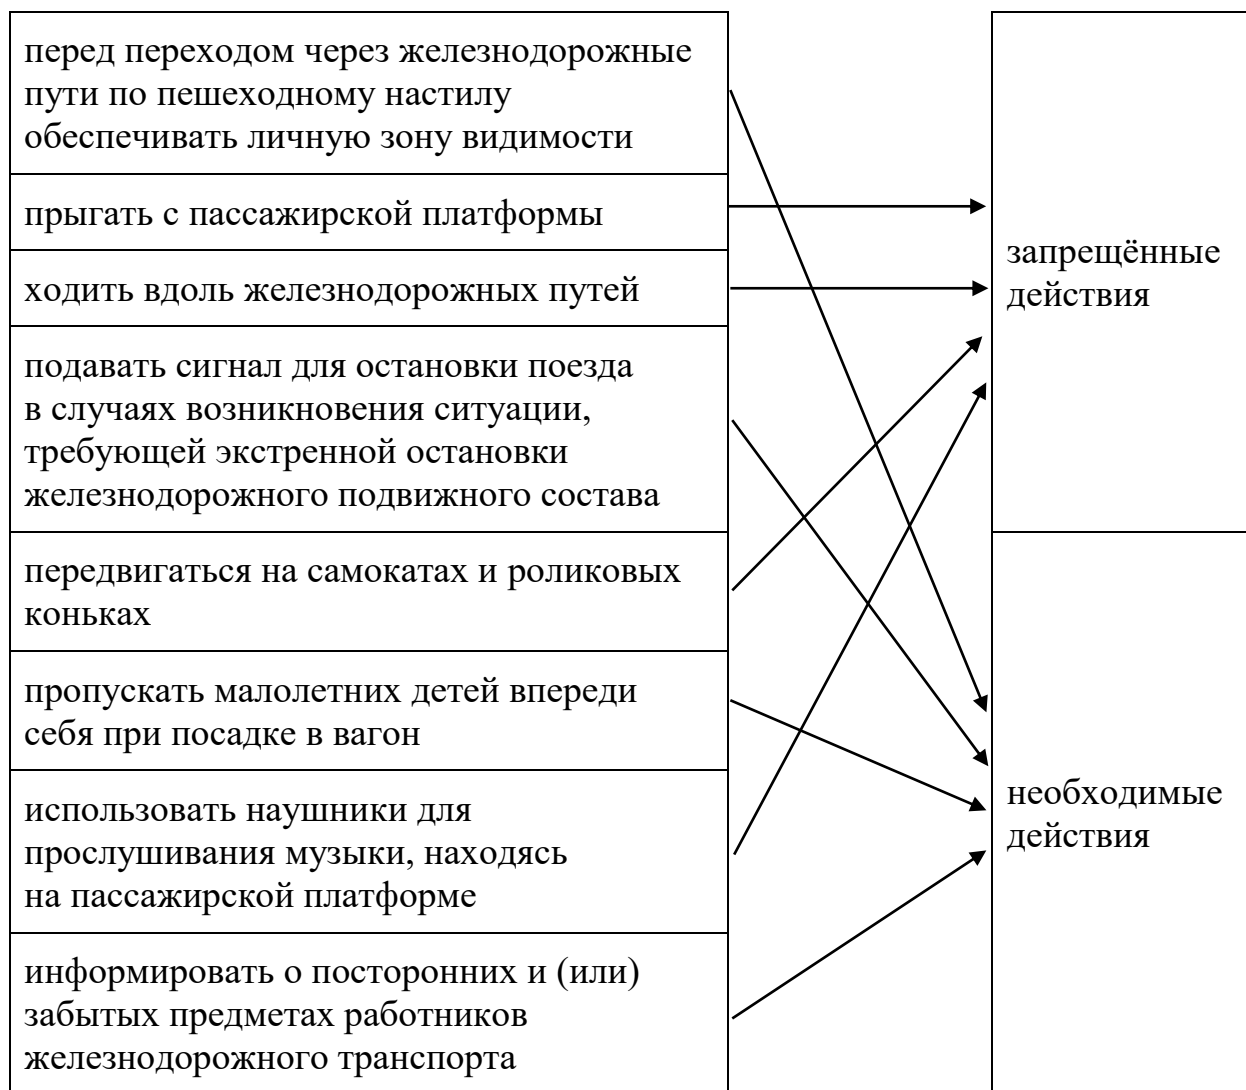 перед переходом через железнодорожные
пути по пешеходному настилу
обеспечивать личную зону видимости
прыгать с пассажирской платформы
ходить вдоль железнодорожных путей
подавать сигнал для остановки поезда
в случаях возникновения ситуации,
требующей экстренной остановки
железнодорожного подвижного состава
передвигаться на самокатах и роликовых
коньках
пропускать малолетних детей впереди
себя при посадке в вагон
использовать наушники для
прослушивания музыки, находясь
на пассажирской платформе
информировать о посторонних и (или)
забытых предметах работников
железнодорожного транспорта
запрещённые
действия
необходимые
действия